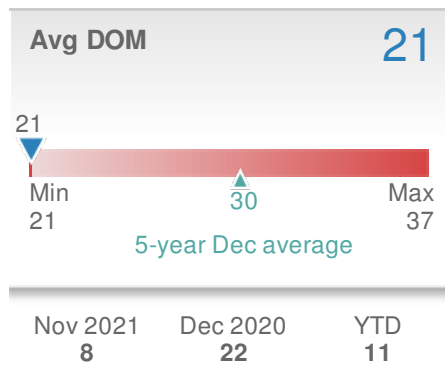 Avg DOM 21
21
Min 30 Max
21 37
5-year Dec average
Nov 2021 Dec 2020 YTD
8 22 11